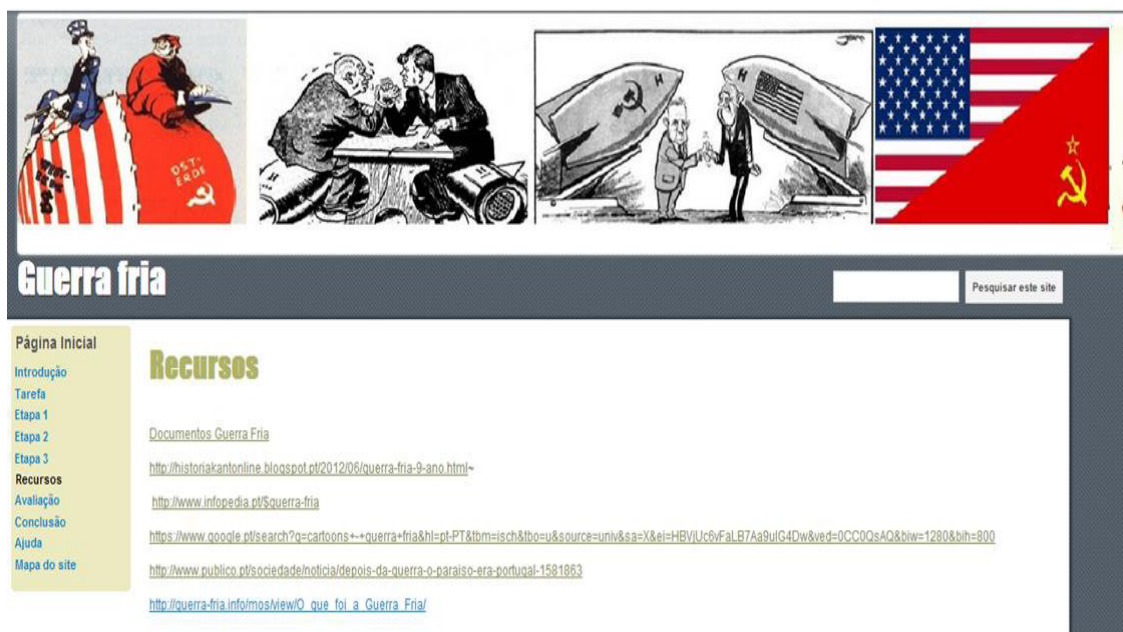 OST-
ERDE
H
H
Guerra fria
Pesquisar este site
Página Inicial
Introdução
Tarefa
Etapa 1
Etapa 2
Etapa 3
Recursos
Avaliação
Conclusão
Ajuda
Mapa do site
Recursos
Documentos Guerra Fria
http://historiakantonline.blogspot.pt/2012/06/guerra-fria-9-ano.html~
http://www.infopedia.pt/$guerra-fria
https://www.google.pt/search?q=cartoons+-+guerra+fria&hl=pt-PT&tbm=isch&tbo=u&source=univ&sa=X&ei=HBVjUc6vFaLB7Aa9uIG4Dw&ved=0CC0QsAQ&biw=1280&bih=800
http://www.publico.pt/sociedade/noticia/depois-da-guerra-o-paraiso-era-portugal-1581863
http://guerra-fria.info/mos/view/O_que_foi_a_Guerra_Fria/